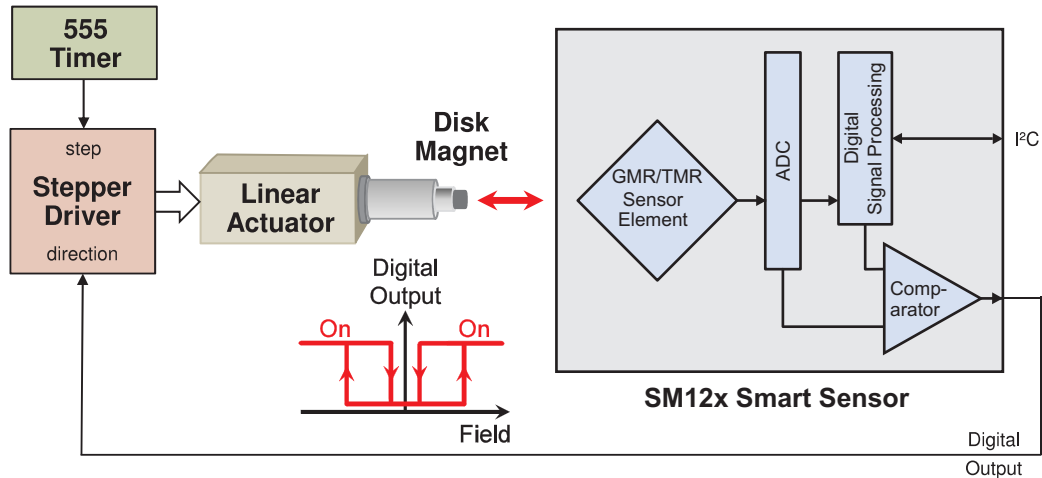 555
Timer
step
Stepper
Driver
direction
Linear
Actuator
Disk
Magnet
GMR/TMR
Sensor
Element
ADC
Digital
Signal Processing
I²C
Comp-
arator
SM12x Smart Sensor
Digital
Output
On
On
Field
Digital
Output